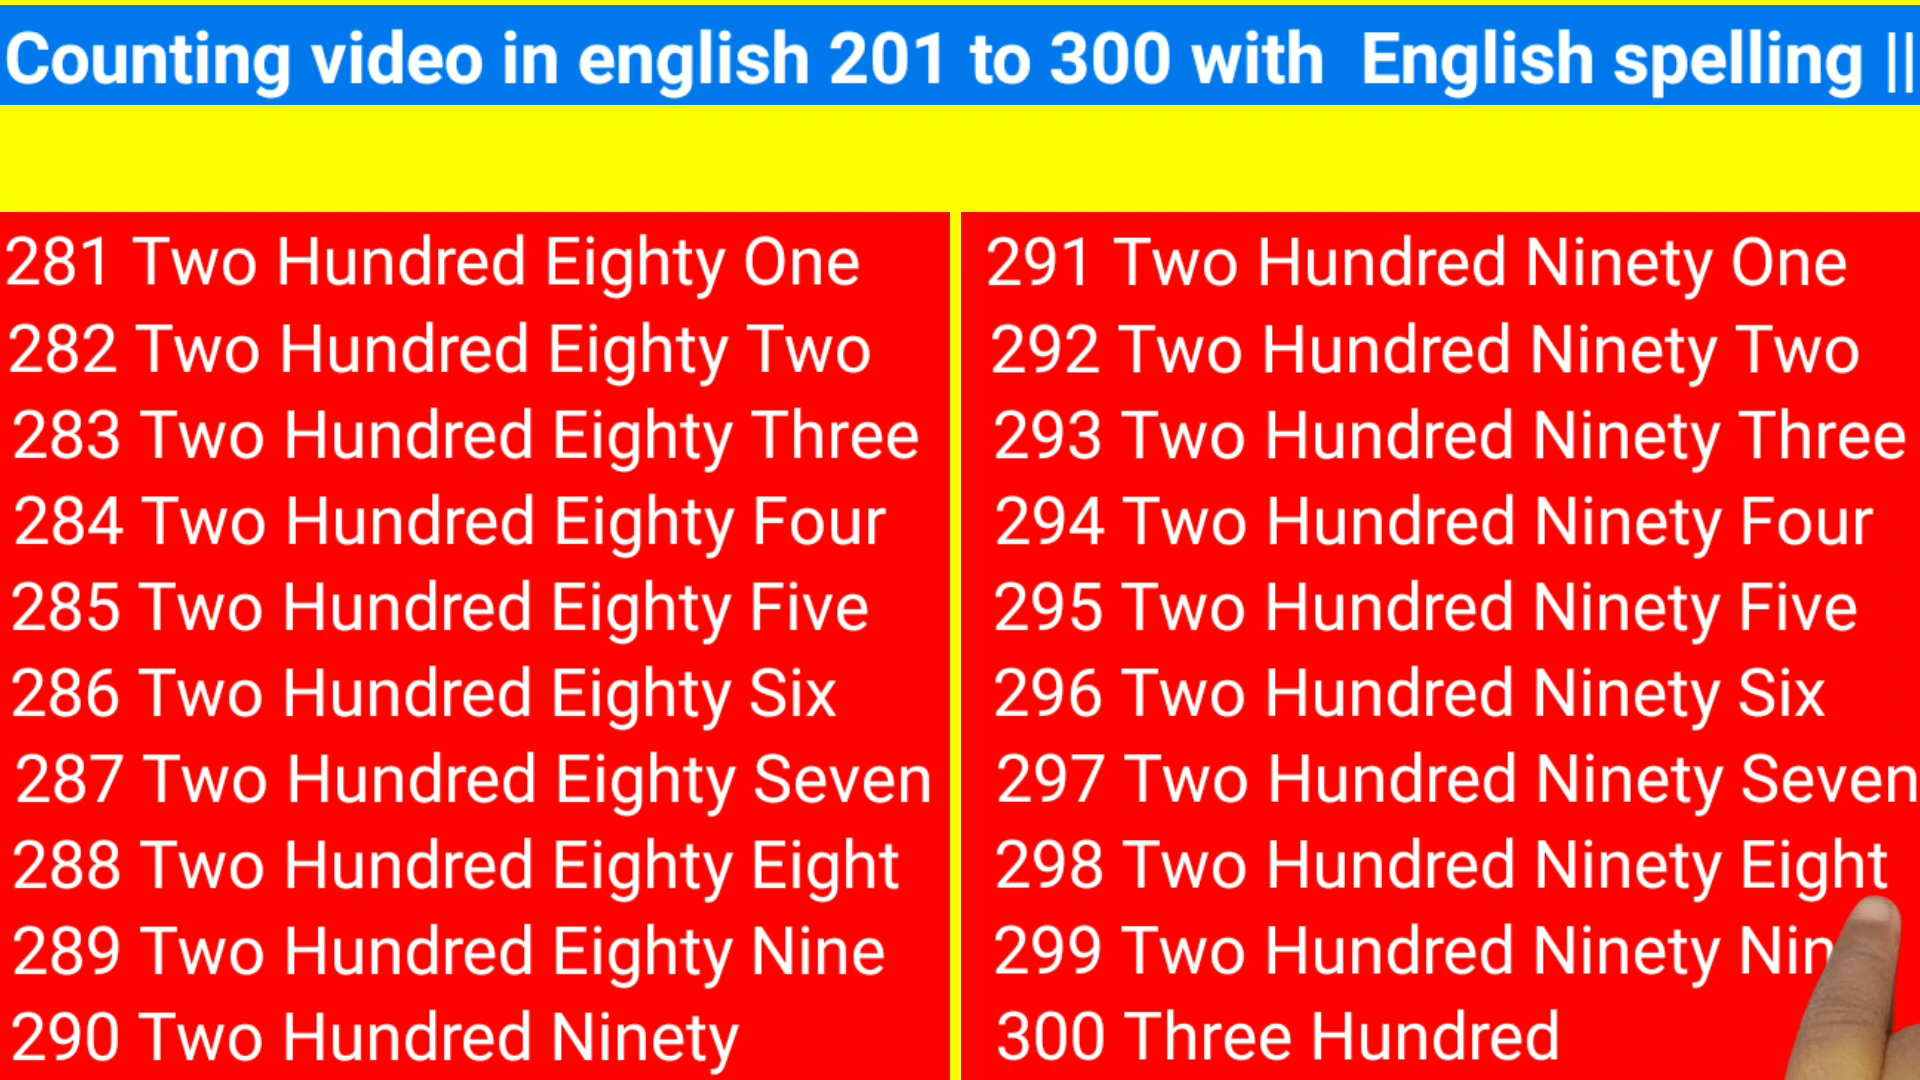 Counting video in english 201 to 300 with English spelling ||
281 Two Hundred Eighty One
282 Two Hundred Eighty Two
283 Two Hundred Eighty Three
284 Two Hundred Eighty Four
285 Two Hundred Eighty Five
286 Two Hundred Eighty Six
287 Two Hundred Eighty Seven
288 Two Hundred Eighty Eight
289 Two Hundred Eighty Nine
290 Two Hundred Ninety
291 Two Hundred Ninety One
292 Two Hundred Ninety Two
293 Two Hundred Ninety Three
294 Two Hundred Ninety Four
295 Two Hundred Ninety Five
296 Two Hundred Ninety Six
297 Two Hundred Ninety Seven
298 Two Hundred Ninety Eight
299 Two Hundred Ninety Nin
300 Three Hundred